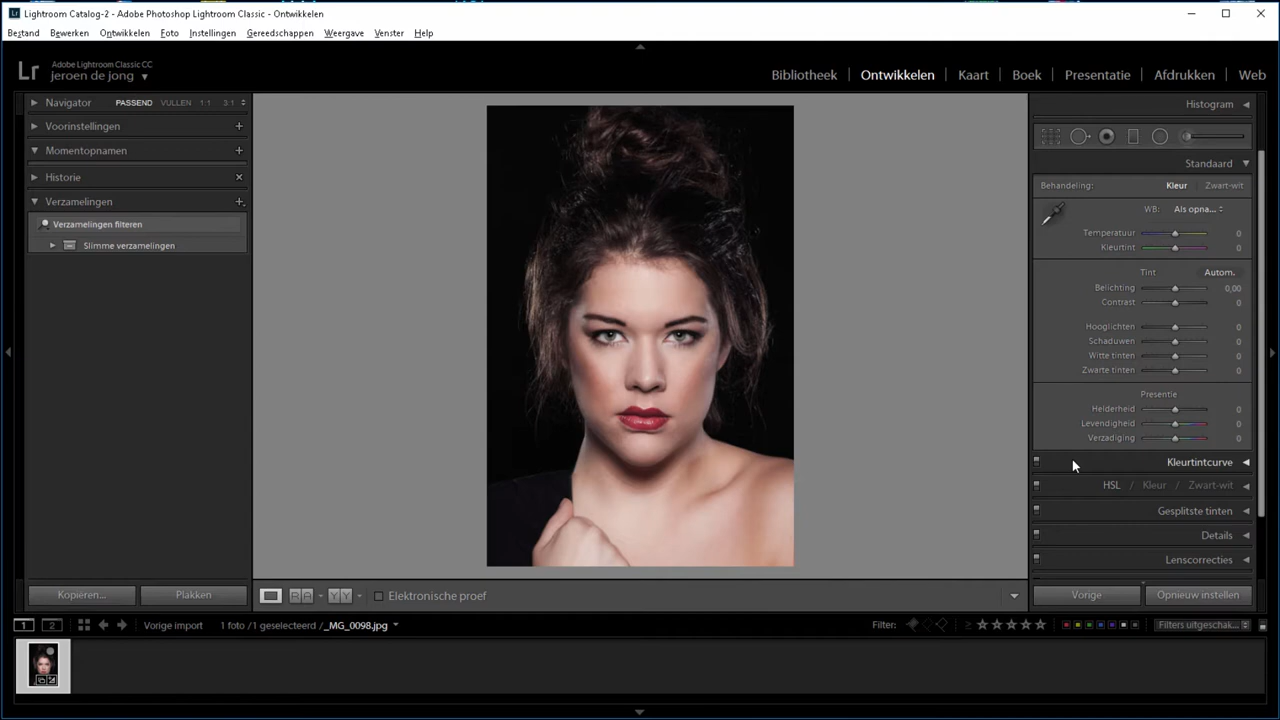 Lightroom Catalog-2 - Adobe Photoshop Lightroom Classic - Ontwikkelen
Bestand Bewerken Ontwikkelen Foto Instellingen Gereedschappen Weergave Venster Help
Lr Adobe Lightroom Classic CC
jeroen de jong
Bibliotheek Ontwikkelen Kaart Boek Presentatie Afdrukken Web
Navigator PASSEND VULLEN 1:1 3:1
Voorinstellingen
Momentopnamen
Historie
Verzamelingen
Verzamelingen filteren
Slimme verzamelingen
Histogram
Standaard
Behandeling: Kleur Zwart-wit
WB: Als opna...
Temperatuur 0
Kleurtint 0
Tint Autom.
Belichting 0,00
Contrast 0
Hooglichten 0
Schaduwen 0
Witte tinten 0
Zwarte tinten 0
Presentie
Helderheid 0
Levendigheid 0
Verzadiging 0
Kleurtintcurve
HSL / Kleur / Zwart-wit
Gesplitste tinten
Details
Lenscorrecties
Kopiëren... Plakken
R A Y Y Elektronische proef
Vorige Opnieuw instellen
1 2 Vorige import 1 foto /1 geselecteerd /_MG_0098.jpg
Filter: Filters uitgeschak...